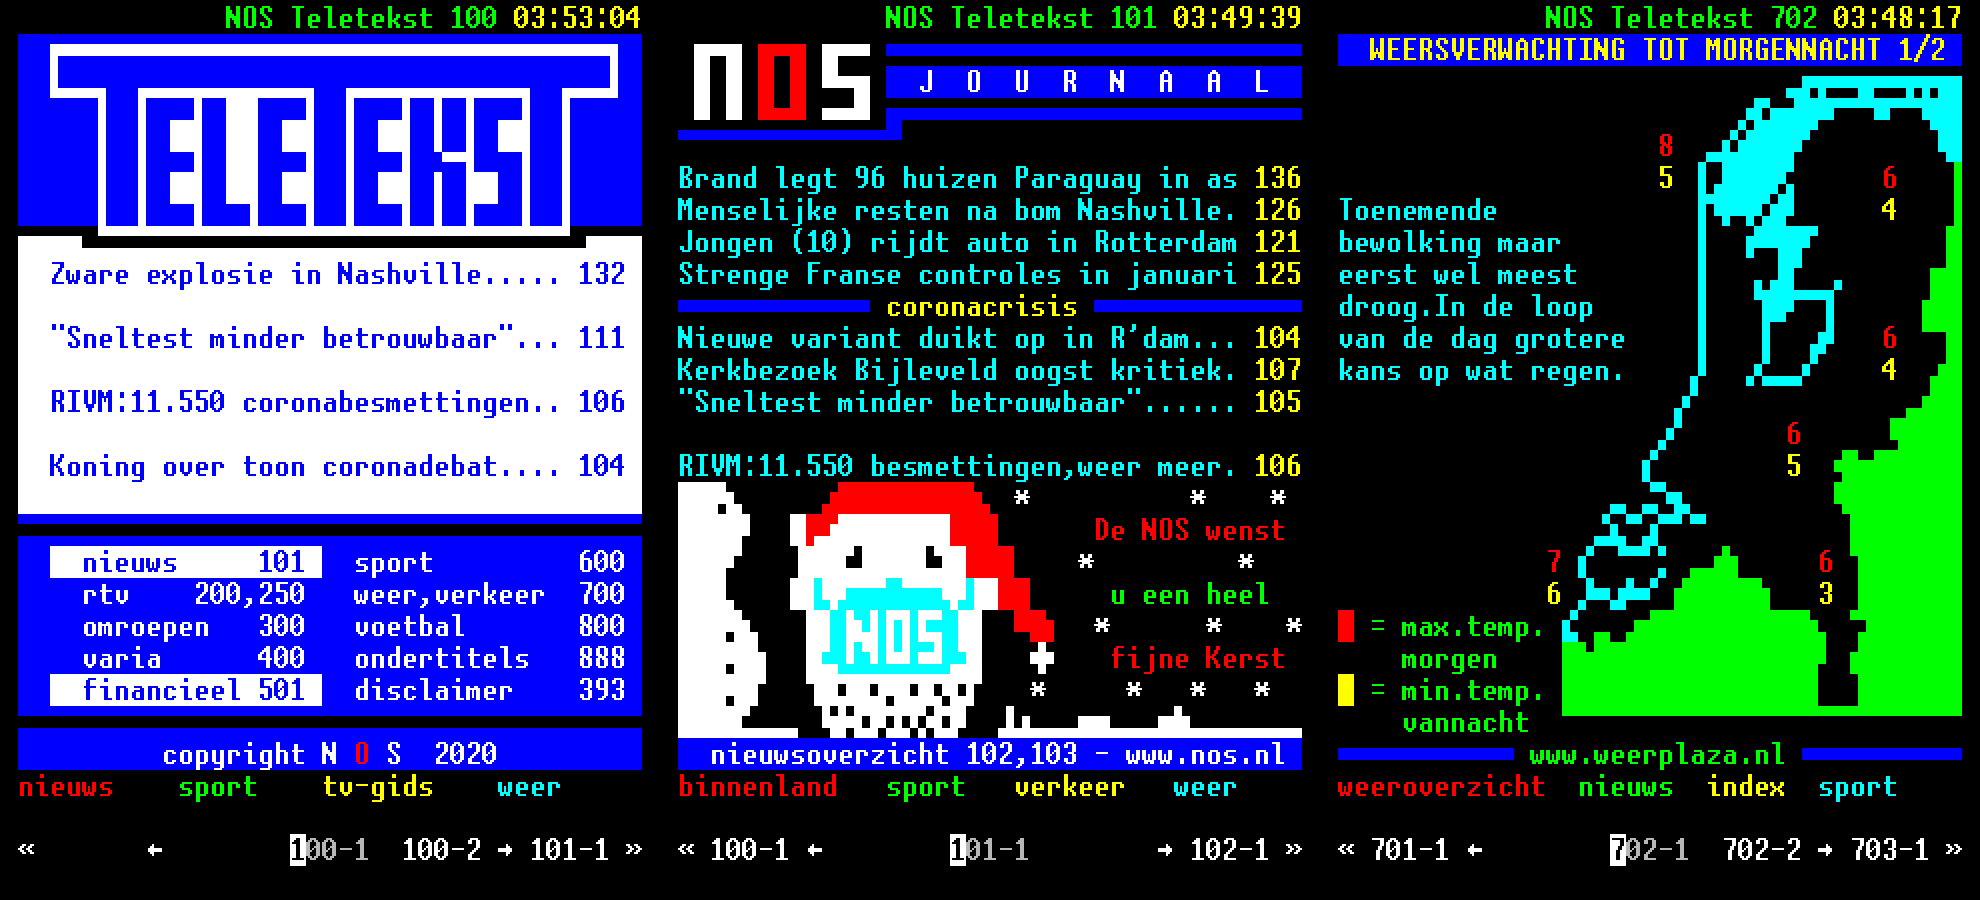 NOS Teletekst 100 03:53:04
TELETEKST
Zware explosie in Nashville..... 132
"Sneltest minder betrouwbaar"... 111
RIVM:11.550 coronabesmettingen.. 106
Koning over toon coronadebat.... 104
nieuws 101 sport 600
rtv 200,250 weer,verkeer 700
omroepen 300 voetbal 800
varia 400 ondertitels 888
financieel 501 disclaimer 393
copyright N O S 2020
nieuws sport tv-gids weer
« ← 100-1 100-2 → 101-1 »
NOS Teletekst 101 03:49:39
NOS JOURNAAL
Brand legt 96 huizen Paraguay in as 136
Menselijke resten na bom Nashville. 126
Jongen (10) rijdt auto in Rotterdam 121
Strenge Franse controles in januari 125
coronacrisis
Nieuwe variant duikt op in R'dam... 104
Kerkbezoek Bijleveld oogst kritiek. 107
"Sneltest minder betrouwbaar"...... 105
RIVM:11.550 besmettingen,weer meer. 106
* * *
De NOS wenst
* *
u een heel
* * *
NOS
fijne Kerst
* * * *
nieuwsoverzicht 102,103 - www.nos.nl
binnenland sport verkeer weer
« 100-1 ← 101-1 → 102-1 »
NOS Teletekst 702 03:48:17
WEERSVERWACHTING TOT MORGENNACHT 1/2
8
5 6
Toenemende 4
bewolking maar
eerst wel meest
droog.In de loop
van de dag grotere 6
kans op wat regen. 4
6
5
7 6
6 3
= max.temp.
morgen
= min.temp.
vannacht
www.weerplaza.nl
weeroverzicht nieuws index sport
« 701-1 ← 702-1 702-2 → 703-1 »